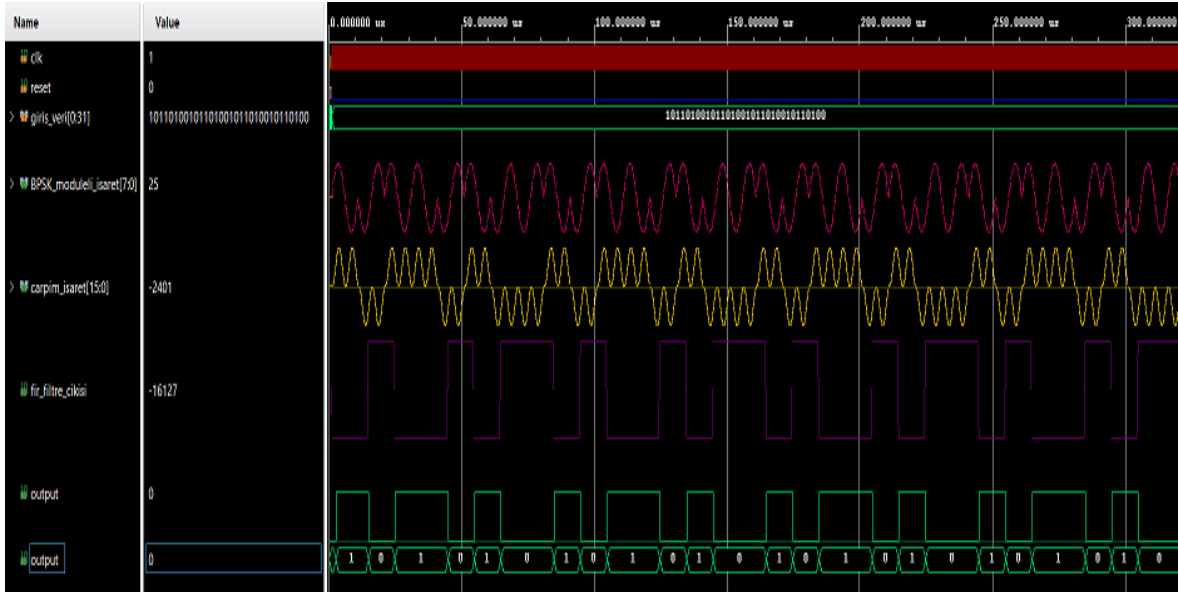 Name Value 0.000000 us 50.000000 us 100.000000 us 150.000000 us 200.000000 us 250.000000 us 300.000000
clk 1
reset 0
giris_veri[0:31] 10110100101101001011010010110100 10110100101101001011010010110100
BPSK_moduleli_isaret[7:0] 25
carpim_isaret[15:0] -2401
fir_filtre_cikisi -16127
output 0
output 0 1 0 1 0 1 0 1 0 1 0 1 0 1 0 1 0 1 0 1 0 1 0 1 0